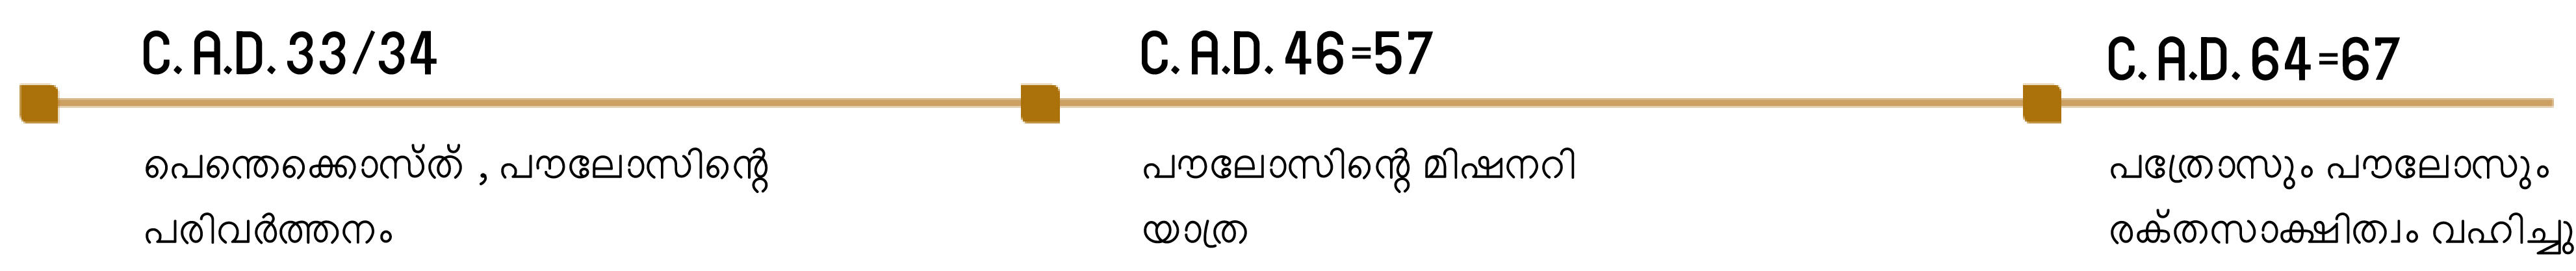 C. A.D. 33/34
പെന്തെക്കൊസ്ത് , പൗലോസിന്റെ
പരിവർത്തനം
C. A.D. 46=57
പൗലോസിന്റെ മിഷനറി
യാത്ര
C. A.D. 64=67
പത്രോസും പൗലോസും
രക്തസാക്ഷിത്വം വഹിച്ചു